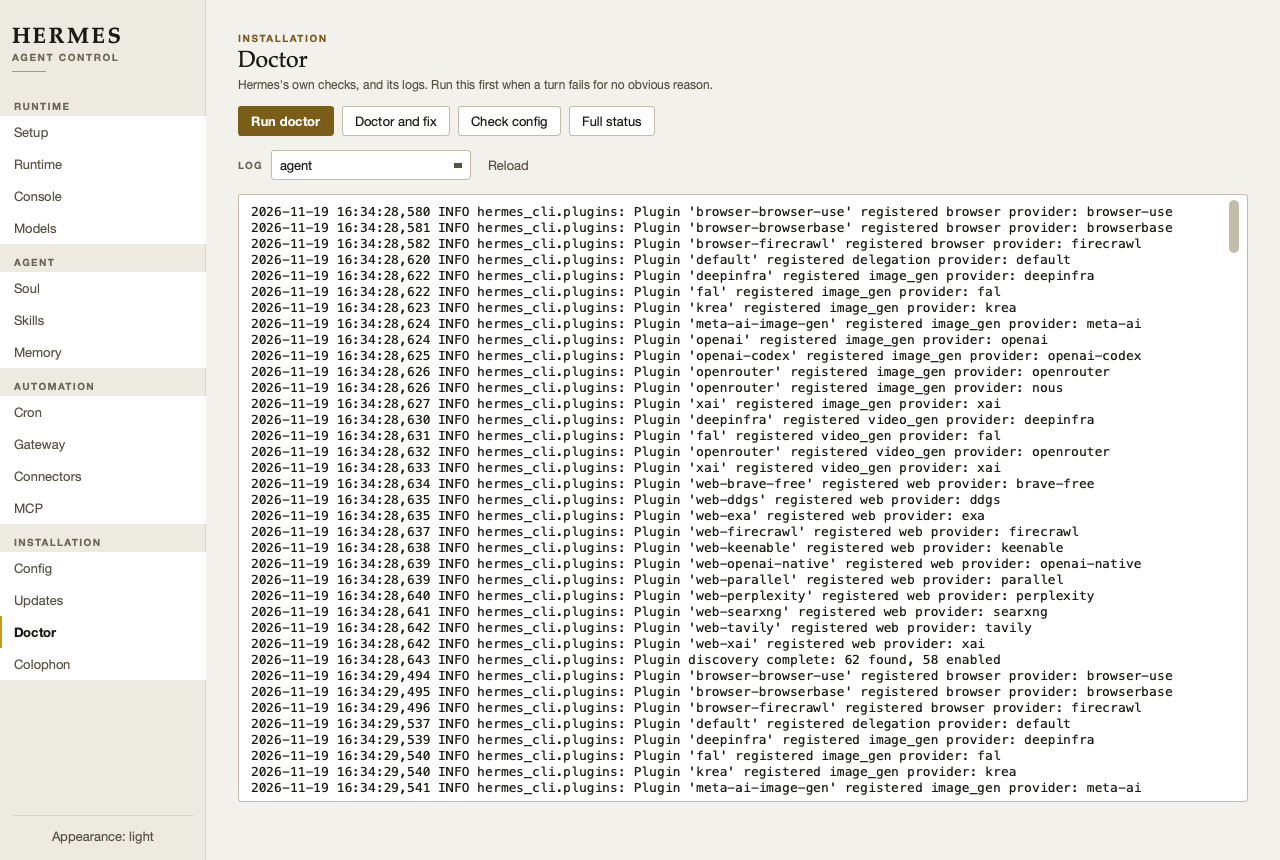 HERMES
AGENT CONTROL
RUNTIME
Setup
Runtime
Console
Models
AGENT
Soul
Skills
Memory
AUTOMATION
Cron
Gateway
Connectors
MCP
INSTALLATION
Config
Updates
Doctor
Colophon
Appearance: light
INSTALLATION
Doctor
Hermes's own checks, and its logs. Run this first when a turn fails for no obvious reason.
Run doctor Doctor and fix Check config Full status
LOG agent Reload
2026-11-19 16:34:28,580 INFO hermes_cli.plugins: Plugin 'browser-browser-use' registered browser provider: browser-use
2026-11-19 16:34:28,581 INFO hermes_cli.plugins: Plugin 'browser-browserbase' registered browser provider: browserbase
2026-11-19 16:34:28,582 INFO hermes_cli.plugins: Plugin 'browser-firecrawl' registered browser provider: firecrawl
2026-11-19 16:34:28,620 INFO hermes_cli.plugins: Plugin 'default' registered delegation provider: default
2026-11-19 16:34:28,622 INFO hermes_cli.plugins: Plugin 'deepinfra' registered image_gen provider: deepinfra
2026-11-19 16:34:28,622 INFO hermes_cli.plugins: Plugin 'fal' registered image_gen provider: fal
2026-11-19 16:34:28,623 INFO hermes_cli.plugins: Plugin 'krea' registered image_gen provider: krea
2026-11-19 16:34:28,624 INFO hermes_cli.plugins: Plugin 'meta-ai-image-gen' registered image_gen provider: meta-ai
2026-11-19 16:34:28,624 INFO hermes_cli.plugins: Plugin 'openai' registered image_gen provider: openai
2026-11-19 16:34:28,625 INFO hermes_cli.plugins: Plugin 'openai-codex' registered image_gen provider: openai-codex
2026-11-19 16:34:28,626 INFO hermes_cli.plugins: Plugin 'openrouter' registered image_gen provider: openrouter
2026-11-19 16:34:28,626 INFO hermes_cli.plugins: Plugin 'openrouter' registered image_gen provider: nous
2026-11-19 16:34:28,627 INFO hermes_cli.plugins: Plugin 'xai' registered image_gen provider: xai
2026-11-19 16:34:28,630 INFO hermes_cli.plugins: Plugin 'deepinfra' registered video_gen provider: deepinfra
2026-11-19 16:34:28,631 INFO hermes_cli.plugins: Plugin 'fal' registered video_gen provider: fal
2026-11-19 16:34:28,632 INFO hermes_cli.plugins: Plugin 'openrouter' registered video_gen provider: openrouter
2026-11-19 16:34:28,633 INFO hermes_cli.plugins: Plugin 'xai' registered video_gen provider: xai
2026-11-19 16:34:28,634 INFO hermes_cli.plugins: Plugin 'web-brave-free' registered web provider: brave-free
2026-11-19 16:34:28,635 INFO hermes_cli.plugins: Plugin 'web-ddgs' registered web provider: ddgs
2026-11-19 16:34:28,635 INFO hermes_cli.plugins: Plugin 'web-exa' registered web provider: exa
2026-11-19 16:34:28,637 INFO hermes_cli.plugins: Plugin 'web-firecrawl' registered web provider: firecrawl
2026-11-19 16:34:28,638 INFO hermes_cli.plugins: Plugin 'web-keenable' registered web provider: keenable
2026-11-19 16:34:28,639 INFO hermes_cli.plugins: Plugin 'web-openai-native' registered web provider: openai-native
2026-11-19 16:34:28,639 INFO hermes_cli.plugins: Plugin 'web-parallel' registered web provider: parallel
2026-11-19 16:34:28,640 INFO hermes_cli.plugins: Plugin 'web-perplexity' registered web provider: perplexity
2026-11-19 16:34:28,641 INFO hermes_cli.plugins: Plugin 'web-searxng' registered web provider: searxng
2026-11-19 16:34:28,642 INFO hermes_cli.plugins: Plugin 'web-tavily' registered web provider: tavily
2026-11-19 16:34:28,642 INFO hermes_cli.plugins: Plugin 'web-xai' registered web provider: xai
2026-11-19 16:34:28,643 INFO hermes_cli.plugins: Plugin discovery complete: 62 found, 58 enabled
2026-11-19 16:34:29,494 INFO hermes_cli.plugins: Plugin 'browser-browser-use' registered browser provider: browser-use
2026-11-19 16:34:29,495 INFO hermes_cli.plugins: Plugin 'browser-browserbase' registered browser provider: browserbase
2026-11-19 16:34:29,496 INFO hermes_cli.plugins: Plugin 'browser-firecrawl' registered browser provider: firecrawl
2026-11-19 16:34:29,537 INFO hermes_cli.plugins: Plugin 'default' registered delegation provider: default
2026-11-19 16:34:29,539 INFO hermes_cli.plugins: Plugin 'deepinfra' registered image_gen provider: deepinfra
2026-11-19 16:34:29,540 INFO hermes_cli.plugins: Plugin 'fal' registered image_gen provider: fal
2026-11-19 16:34:29,540 INFO hermes_cli.plugins: Plugin 'krea' registered image_gen provider: krea
2026-11-19 16:34:29,541 INFO hermes_cli.plugins: Plugin 'meta-ai-image-gen' registered image_gen provider: meta-ai